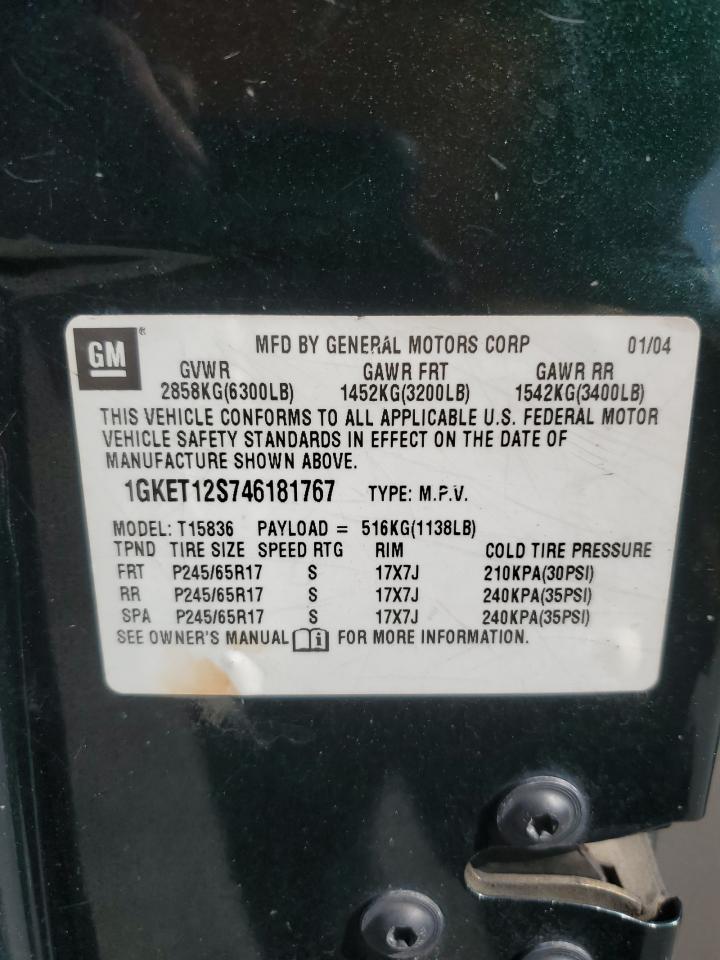 GM ® MFD BY GENERAL MOTORS CORP 01/04
GVWR GAWR FRT GAWR RR
2858KG(6300LB) 1452KG(3200LB) 1542KG(3400LB)
THIS VEHICLE CONFORMS TO ALL APPLICABLE U.S. FEDERAL MOTOR
VEHICLE SAFETY STANDARDS IN EFFECT ON THE DATE OF
MANUFACTURE SHOWN ABOVE.
1GKET12S746181767 TYPE: M.P.V.
MODEL: T15836 PAYLOAD = 516KG(1138LB)
TPND TIRE SIZE SPEED RTG RIM COLD TIRE PRESSURE
FRT P245/65R17 S 17X7J 210KPA(30PSI)
RR P245/65R17 S 17X7J 240KPA(35PSI)
SPA P245/65R17 S 17X7J 240KPA(35PSI)
SEE OWNER'S MANUAL i FOR MORE INFORMATION.